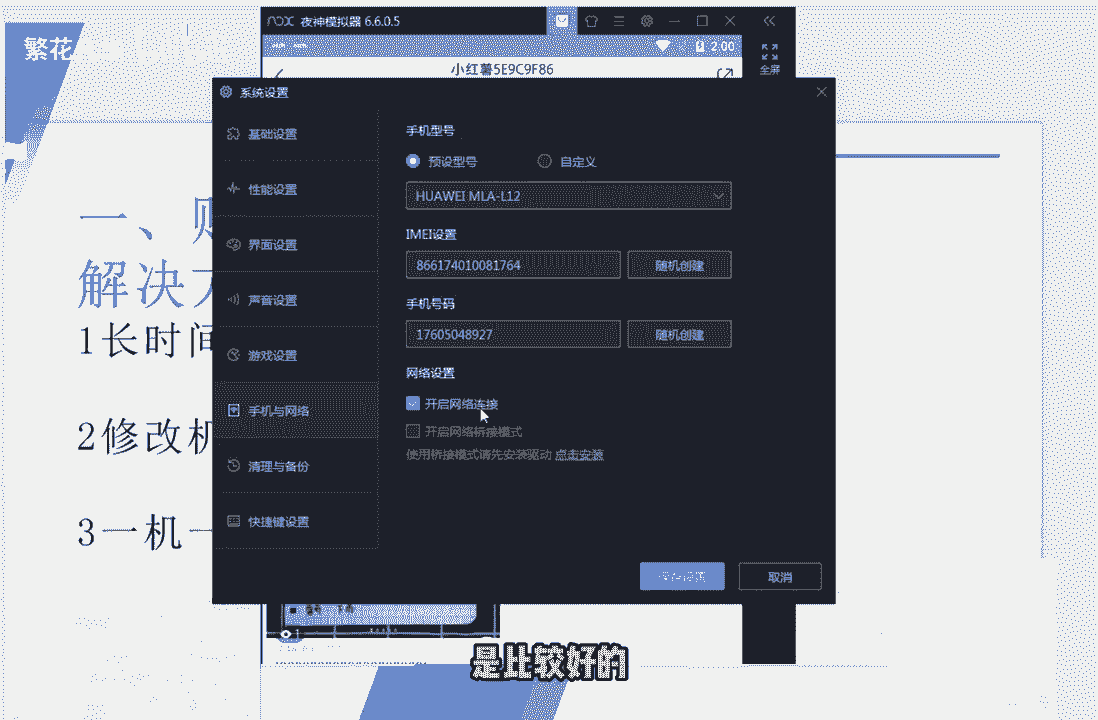 夜神模拟器 6.6.0.5
繁花
2:00
小红薯5E9C9F86
全屏
系统设置
基础设置
性能设置
界面设置
声音设置
游戏设置
手机与网络
清理与备份
快捷键设置
手机型号
预设型号
自定义
HUAWEI MLA-L12
IMEI设置
866174010081764
随机创建
手机号码
17605048927
随机创建
网络设置
开启网络连接
开启网络桥接模式
使用桥接模式请先安装驱动 点击安装
取消
一、账
解决方
1长时间
2修改机
3一机一
是比较好的